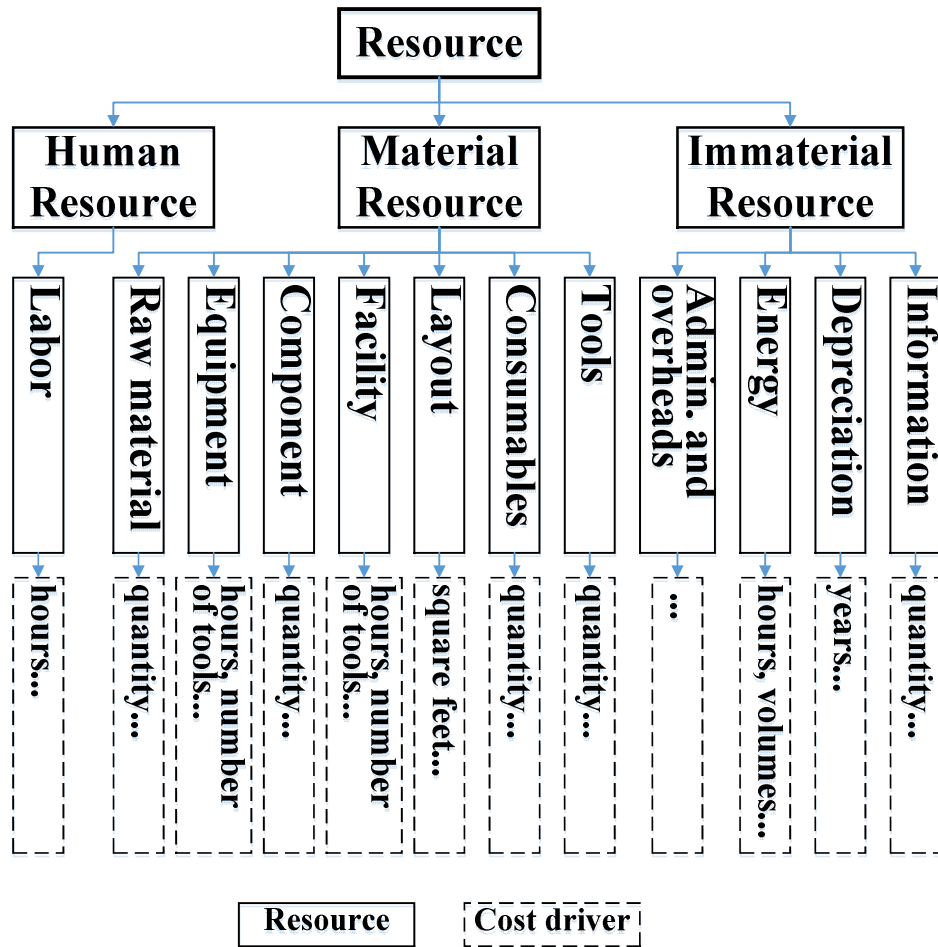 Resource
Human
Resource
Material
Resource
Immaterial
Resource
Labor
Raw material
Equipment
Component
Facility
Layout
Consumables
Tools
Admin. and
overheads
Energy
Depreciation
Information
hours...
quantity...
hours, number
of tools...
quantity...
hours, number
of tools...
square feet...
quantity...
quantity...
...
hours, volumes...
years...
quantity...
Resource
Cost driver